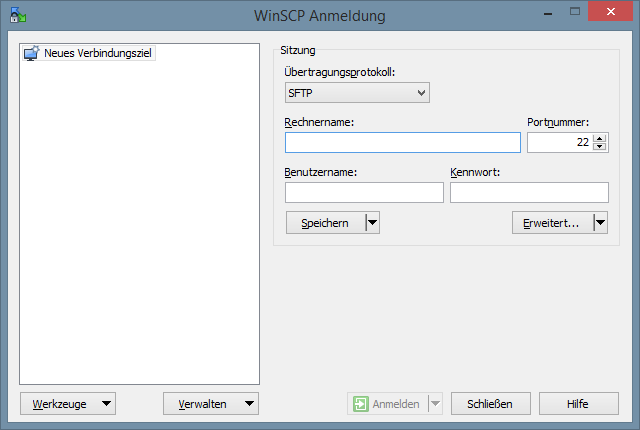 WinSCP Anmeldung
Neues Verbindungsziel
Sitzung
Übertragungsprotokoll:
SFTP
Rechnername:
Portnummer:
22
Benutzername:
Kennwort:
Speichern
Erweitert...
Werkzeuge
Verwalten
Anmelden
Schließen
Hilfe